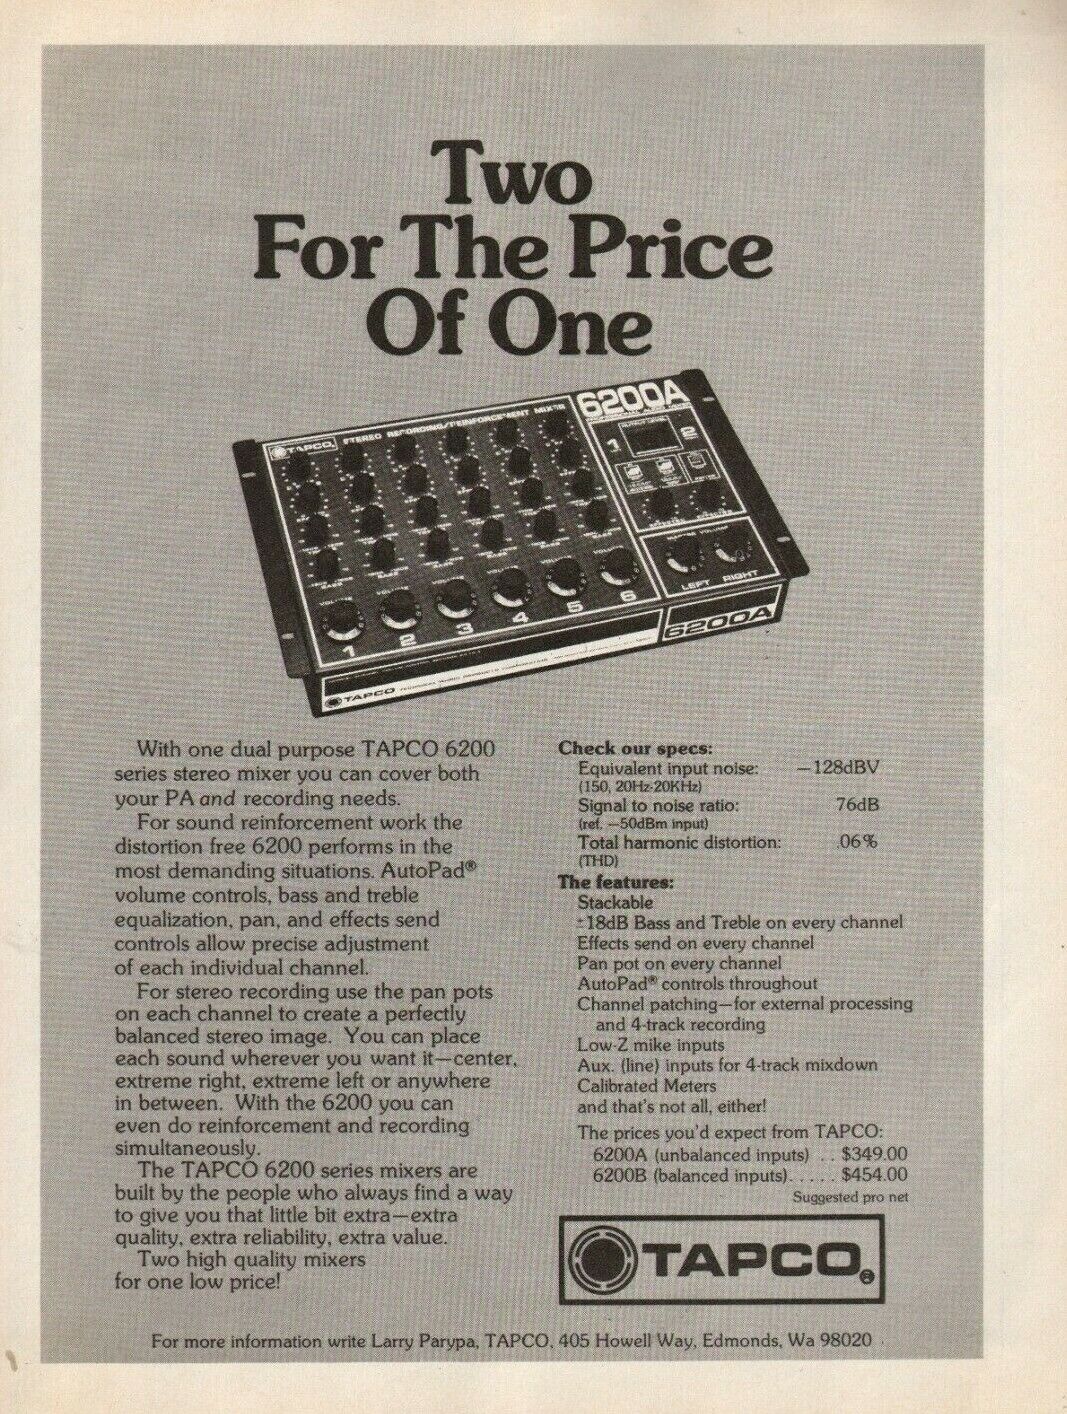 Two
For The Price
Of One
TAPCO
STEREO RECORDING/REINFORCEMENT MIXER
6200A
1
2
VOLUME
LEFT
RIGHT
1
2
3
4
5
6
TAPCO
6200A
With one dual purpose TAPCO 6200
series stereo mixer you can cover both
your PA and recording needs.
For sound reinforcement work the
distortion free 6200 performs in the
most demanding situations. AutoPad®
volume controls, bass and treble
equalization, pan, and effects send
controls allow precise adjustment
of each individual channel.
For stereo recording use the pan pots
on each channel to create a perfectly
balanced stereo image. You can place
each sound wherever you want it—center,
extreme right, extreme left or anywhere
in between. With the 6200 you can
even do reinforcement and recording
simultaneously.
The TAPCO 6200 series mixers are
built by the people who always find a way
to give you that little bit extra—extra
quality, extra reliability, extra value.
Two high quality mixers
for one low price!
Check our specs:
Equivalent input noise: —128dBV
(150, 20Hz-20KHz)
Signal to noise ratio: 76dB
(ref. —50dBm input)
Total harmonic distortion: .06%
(THD)
The features:
Stackable
±18dB Bass and Treble on every channel
Effects send on every channel
Pan pot on every channel
AutoPad® controls throughout
Channel patching—for external processing
and 4-track recording
Low-Z mike inputs
Aux. (line) inputs for 4-track mixdown
Calibrated Meters
and that's not all, either!
The prices you'd expect from TAPCO:
6200A (unbalanced inputs) . . $349.00
6200B (balanced inputs). . . . . $454.00
Suggested pro net
TAPCO®
For more information write Larry Parypa, TAPCO, 405 Howell Way, Edmonds, Wa 98020